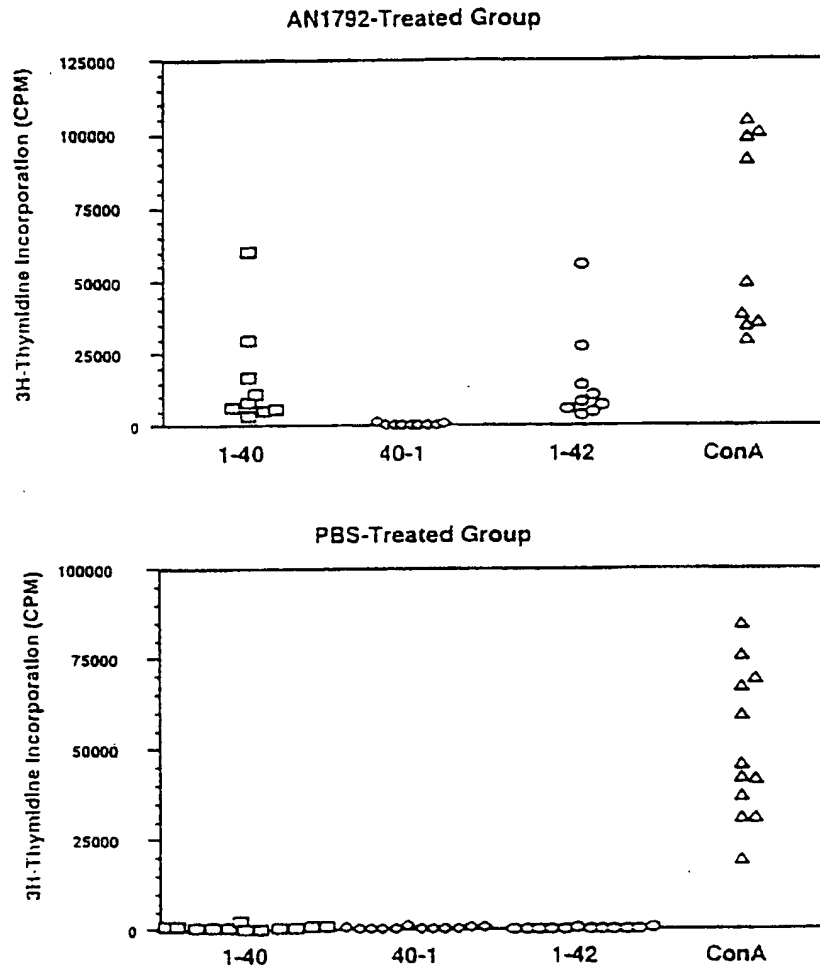 AN1792-Treated Group
3H-Thymidine Incorporation (CPM)
125000
100000
75000
50000
25000
0
1-40 40-1 1-42 ConA
PBS-Treated Group
3H-Thymidine Incorporation (CPM)
100000
75000
50000
25000
0
1-40 40-1 1-42 ConA